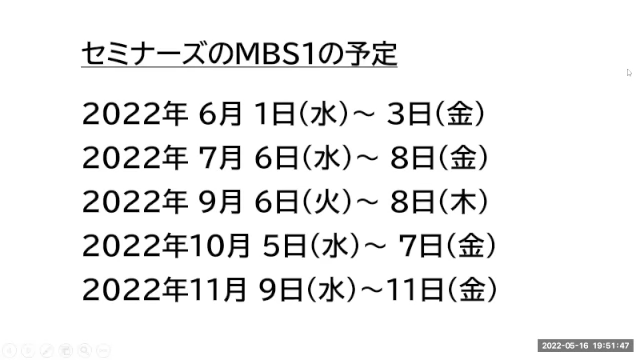 セミナーズのMBS1の予定
2022年 6月 1日(水)～ 3日(金)
2022年 7月 6日(水)～ 8日(金)
2022年 9月 6日(火)～ 8日(木)
2022年10月 5日(水)～ 7日(金)
2022年11月 9日(水)～11日(金)
2022-05-16 19:51:47